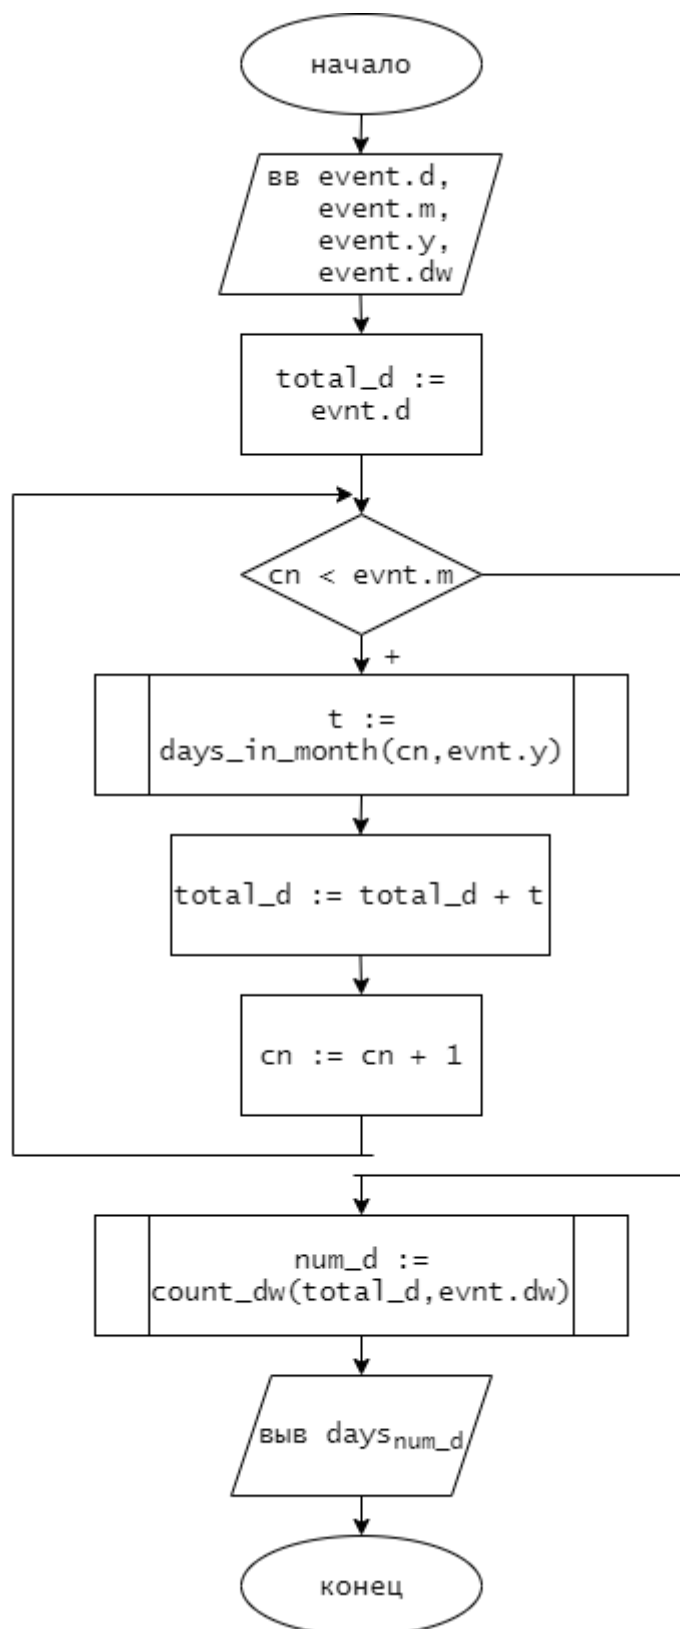 начало
вв event.d,
event.m,
event.y,
event.dw
total_d :=
evnt.d
cn < evnt.m
+
t :=
days_in_month(cn,evnt.y)
total_d := total_d + t
cn := cn + 1
num_d :=
count_dw(total_d,evnt.dw)
выв days_num_d
конец